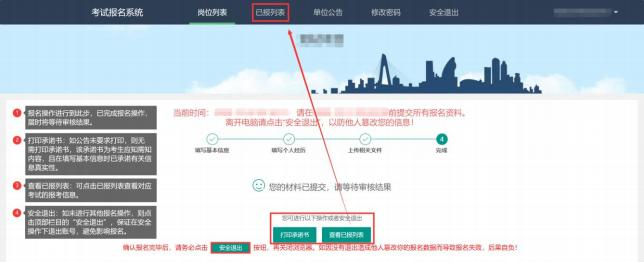 考试报名系统
岗位列表
已报列表
单位公告
修改密码
安全退出
1 报名操作进行到此步，已完成报名操作，
届时将等待审核结果。
2 打印承诺书：如公告未要求打印，则无
需打印承诺书，该承诺书为考生应知需知
内容，且在填写基本信息时已承诺有关信
息真实性。
3 查看已报列表：可点击已报列表查看对应
考试的报考信息。
4 安全退出：如未进行其他报名操作，则点
击顶部栏目的“安全退出”，保证在安全
操作下退出账号，避免影响报名。
当前时间：
请在
前提交所有报名资料。
离开电脑请点击“安全退出”，以防他人篡改您的信息！
填写基本信息
填写个人经历
上传相关文件
4
完成
您的材料已提交，请等待审核结果
您可进行以下操作或者安全退出
打印承诺书
查看已报列表
确认报名完毕后，请务必点击 安全退出 按钮，再关闭浏览器。如因没有退出造成他人篡改你的报名数据而导致报名失败，后果自负！